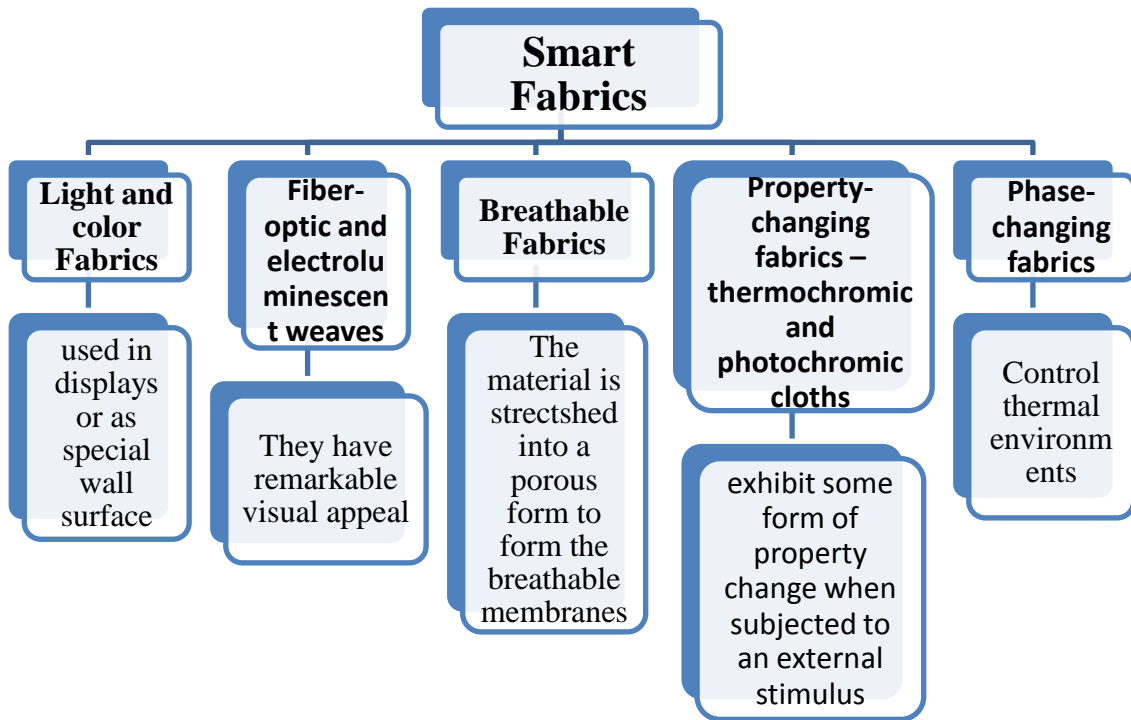 Smart
Fabrics
Light and
color
Fabrics
used in
displays
or as
special
wall
surface
Fiber-
optic and
electrolu
minescen
t weaves
They have
remarkable
visual appeal
Breathable
Fabrics
The
material is
strectshed
into a
porous
form to
form the
breathable
membranes
Property-
changing
fabrics –
thermochromic
and
photochromic
cloths
exhibit some
form of
property
change when
subjected to
an external
stimulus
Phase-
changing
fabrics
Control
thermal
environm
ents